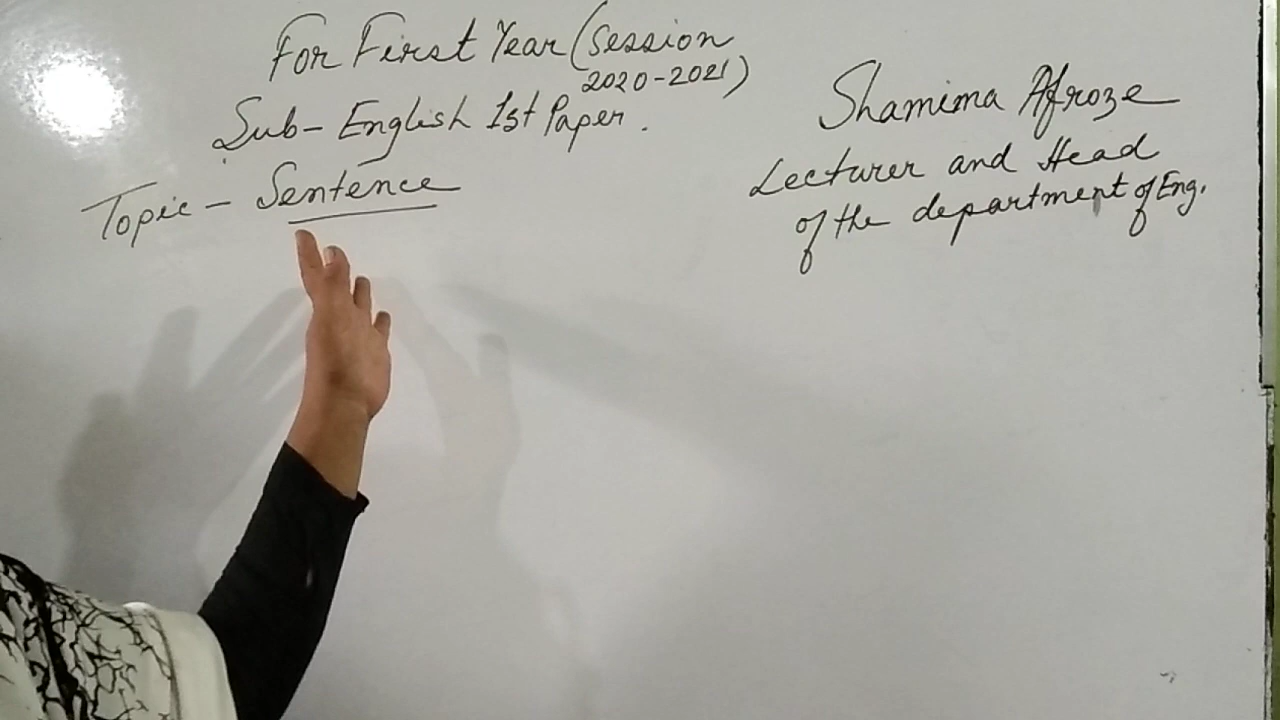 For First Year (Session
2020-2021)
Sub- English 1st Paper.
Topic - Sentence
Shamima Afroze
Lecturer and Head
of the department of Eng.